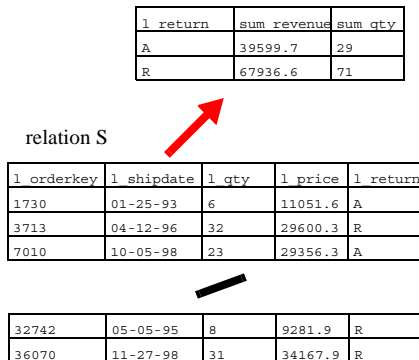 l_return sum_revenue sum_qty
A 39599.7 29
R 67936.6 71
relation S
l_orderkey l_shipdate l_qty l_price l_return
1730 01-25-93 6 11051.6 A
3713 04-12-96 32 29600.3 R
7010 10-05-98 23 29356.3 A
32742 05-05-95 8 9281.9 R
36070 11-27-98 31 34167.9 R